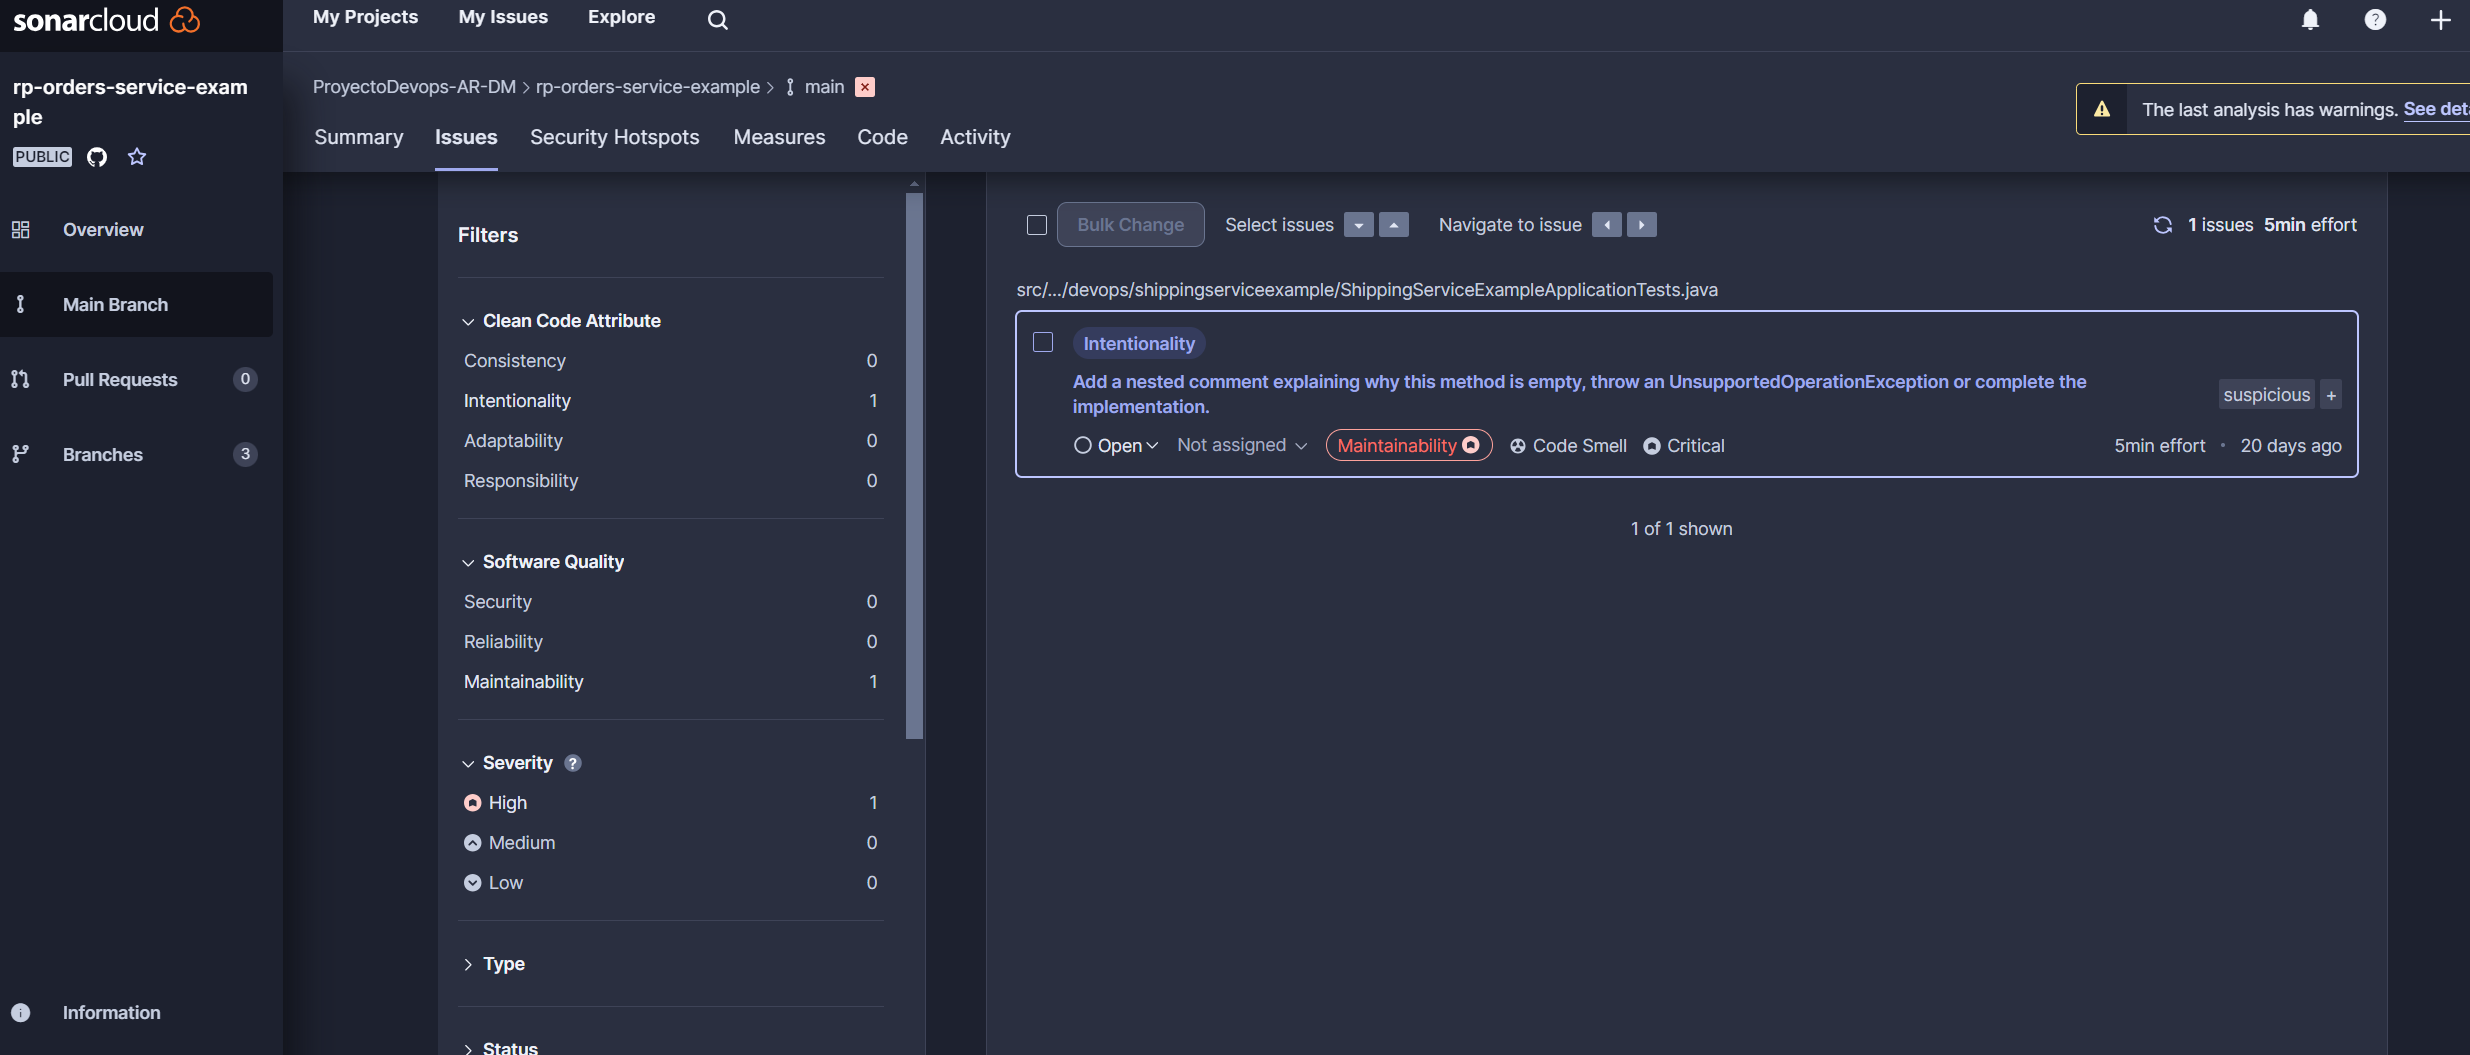 sonarcloud
My Projects My Issues Explore
rp-orders-service-exam
ple
PUBLIC
Overview
Main Branch
Pull Requests 0
Branches 3
Information
ProyectoDevops-AR-DM > rp-orders-service-example > main
The last analysis has warnings. See deta
Summary Issues Security Hotspots Measures Code Activity
Filters
Clean Code Attribute
Consistency 0
Intentionality 1
Adaptability 0
Responsibility 0
Software Quality
Security 0
Reliability 0
Maintainability 1
Severity ?
High 1
Medium 0
Low 0
Type
Status
Bulk Change Select issues Navigate to issue 1 issues 5min effort
src/.../devops/shippingserviceexample/ShippingServiceExampleApplicationTests.java
Intentionality
Add a nested comment explaining why this method is empty, throw an UnsupportedOperationException or complete the
implementation.
suspicious +
Open Not assigned Maintainability Code Smell Critical 5min effort • 20 days ago
1 of 1 shown